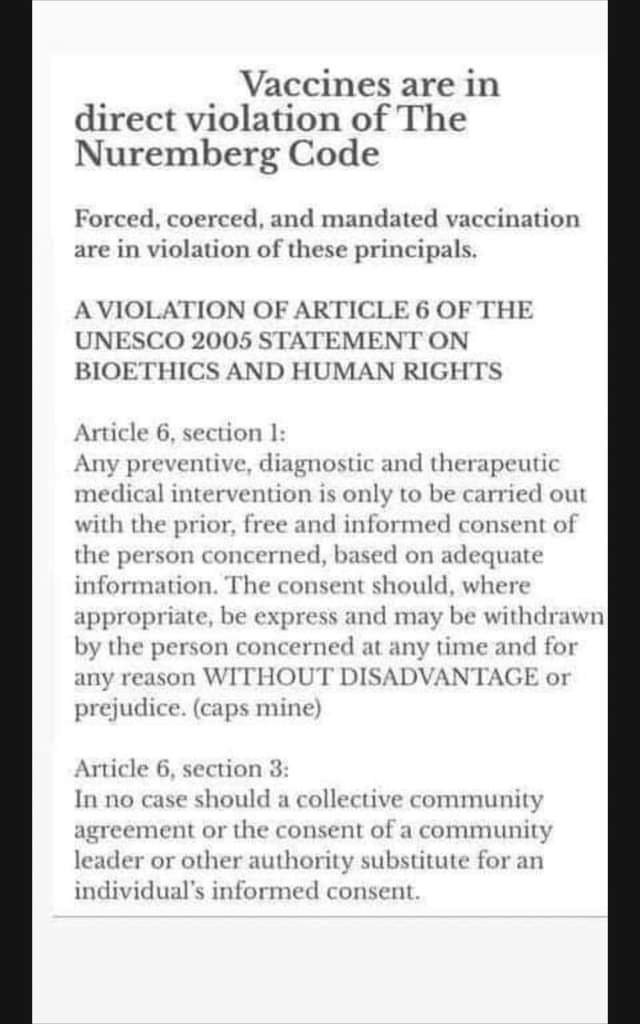 Vaccines are in
direct violation of The
Nuremberg Code
Forced, coerced, and mandated vaccination
are in violation of these principals.
A VIOLATION OF ARTICLE 6 OF THE
UNESCO 2005 STATEMENT ON
BIOETHICS AND HUMAN RIGHTS
Article 6, section 1:
Any preventive, diagnostic and therapeutic
medical intervention is only to be carried out
with the prior, free and informed consent of
the person concerned, based on adequate
information. The consent should, where
appropriate, be express and may be withdrawn
by the person concerned at any time and for
any reason WITHOUT DISADVANTAGE or
prejudice. (caps mine)
Article 6, section 3:
In no case should a collective community
agreement or the consent of a community
leader or other authority substitute for an
individual's informed consent.